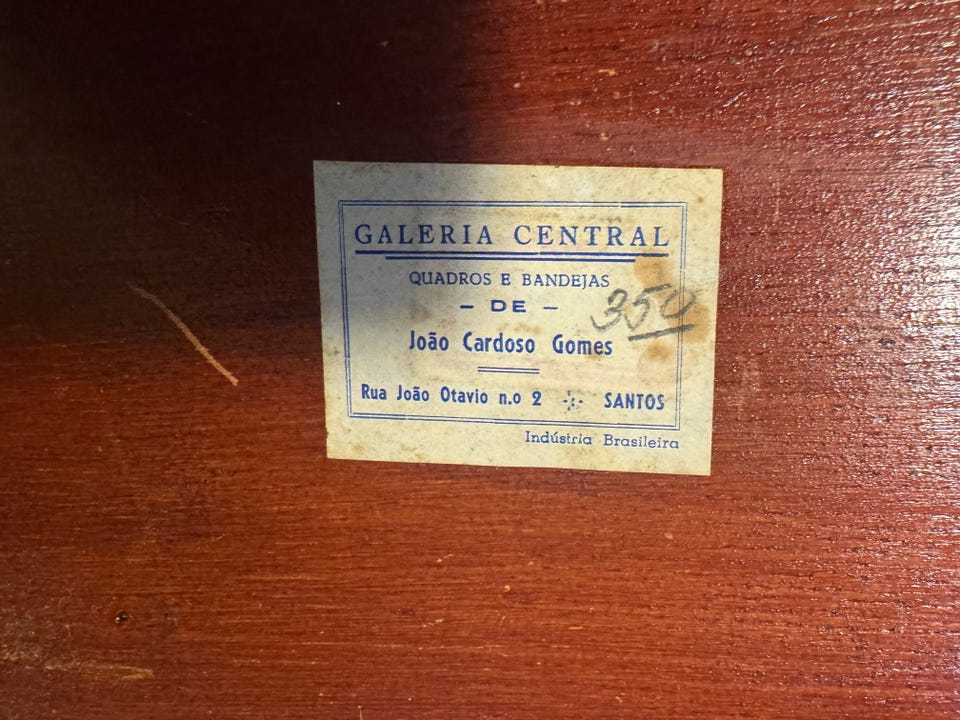 GALERIA CENTRAL
QUADROS E BANDEJAS
– DE –
350
João Cardoso Gomes
Rua João Otavio n.o 2 -:- SANTOS
Indústria Brasileira